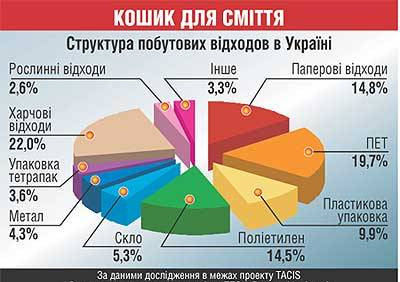 КОШИК ДЛЯ СМІТТЯ
Структура побутових відходів в Україні
Рослинні відходи
2,6%
Інше
3,3%
Паперові відходи
14,8%
Харчові
відходи
22,0%
ПЕТ
19,7%
Упаковка
тетрапак
3,6%
Пластикова
упаковка
9,9%
Метал
4,3%
Скло
5,3%
Поліетилен
14,5%
За даними дослідження в межах проекту TACIS